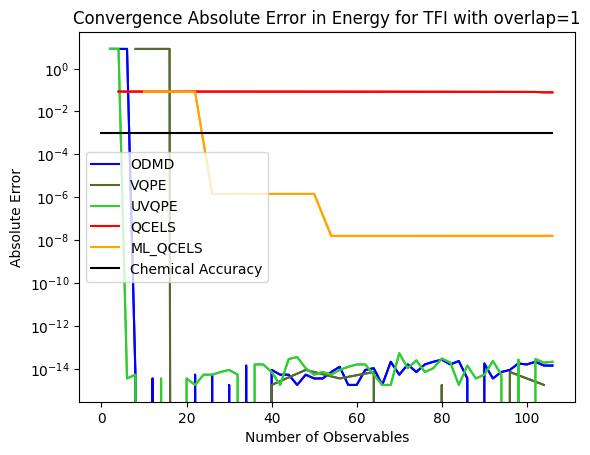 Convergence Absolute Error in Energy for TFI with overlap=1
Absolute Error
10^0
10^-2
10^-4
10^-6
10^-8
10^-10
10^-12
10^-14
ODMD
VQPE
UVQPE
QCELS
ML_QCELS
Chemical Accuracy
0 20 40 60 80 100
Number of Observables